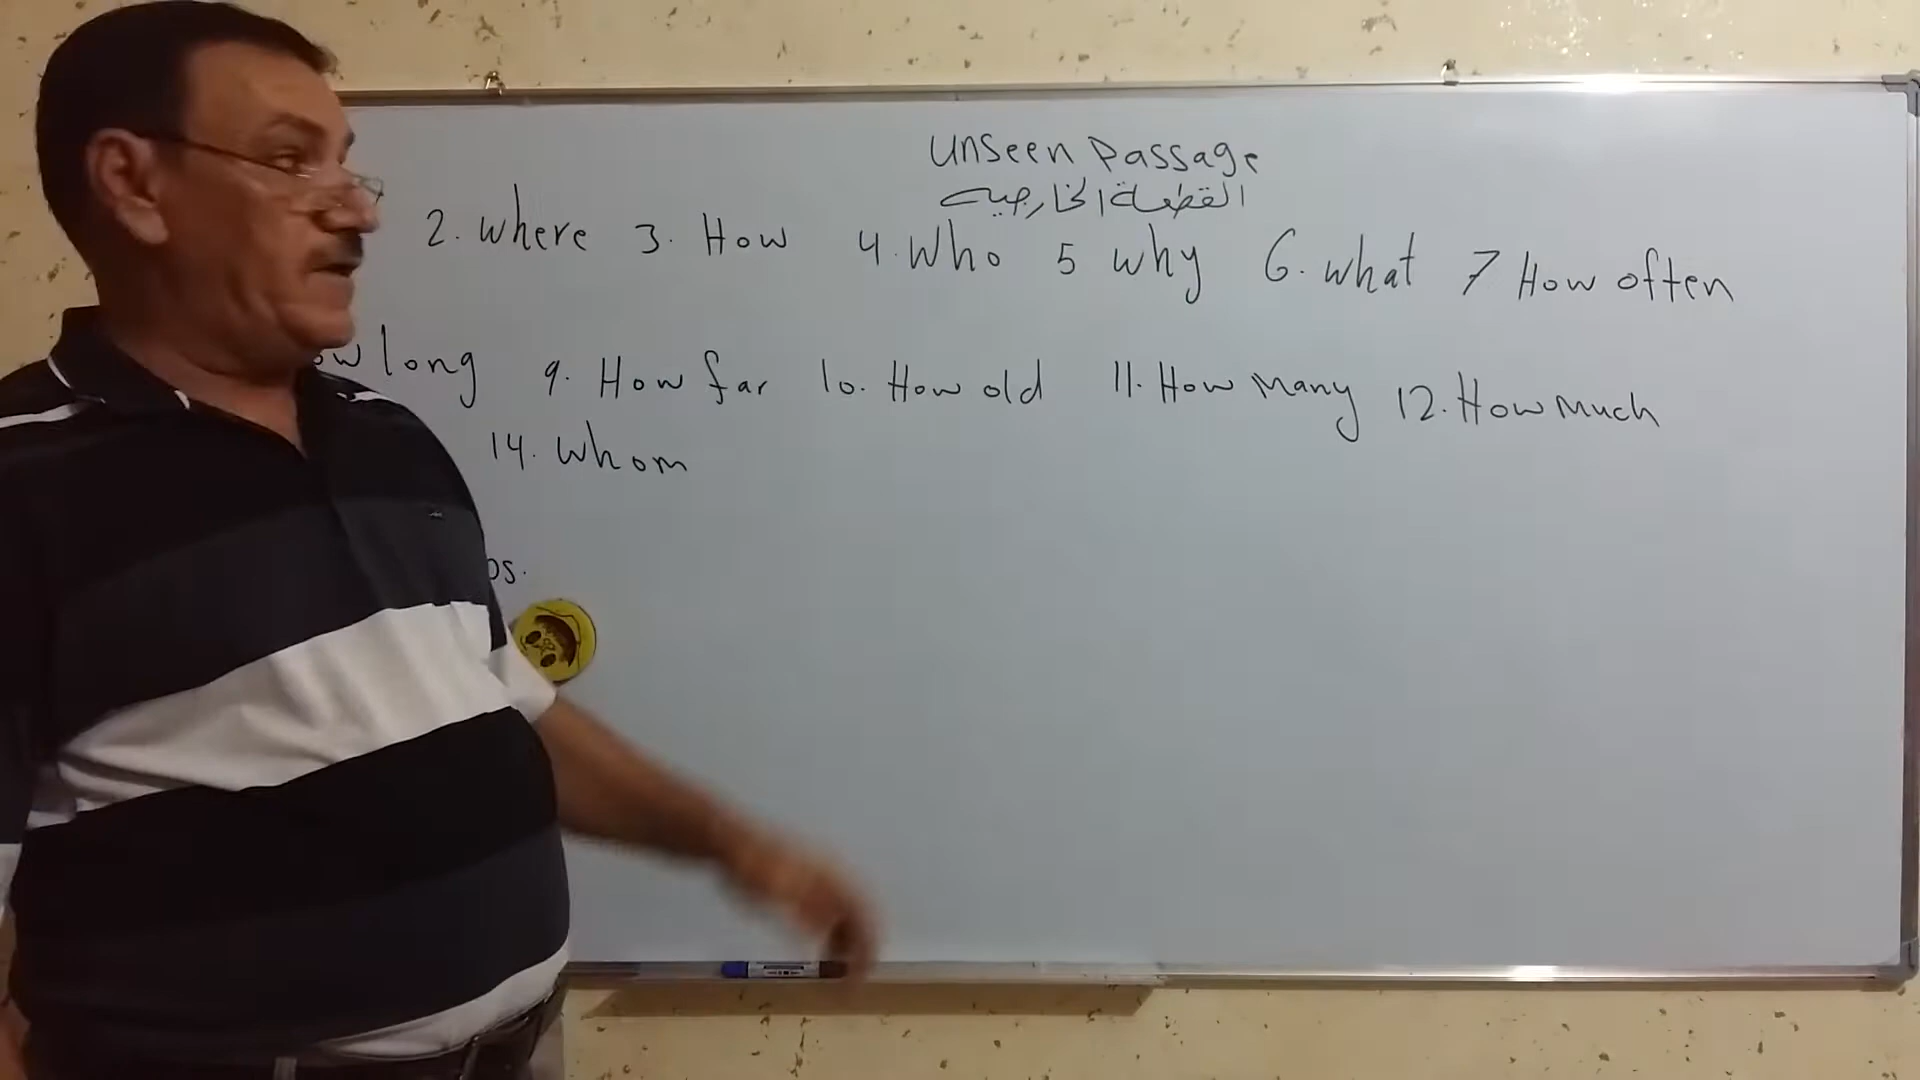 Unseen Passage
القطعة الخارجية
2. where 3. How 4. Who 5 why 6. what 7 How often
long 9. How far 10. How old 11. How Many 12. How Much
14. Whom